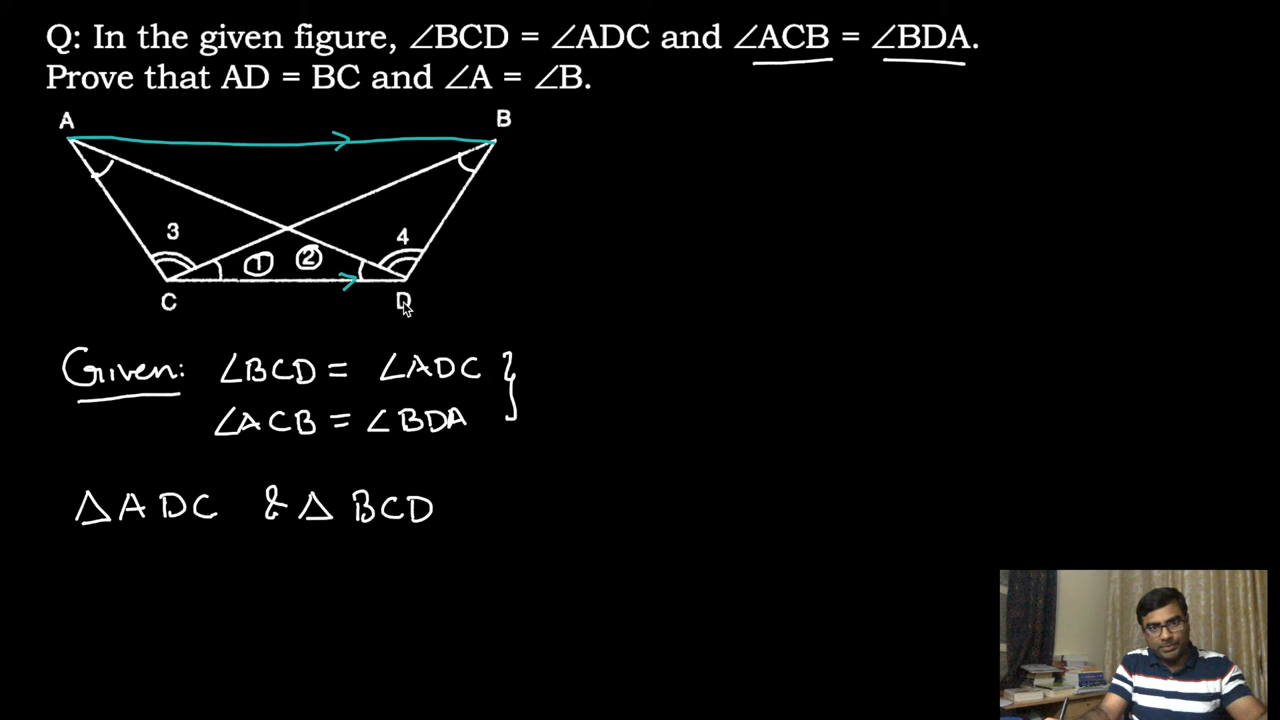 Q: In the given figure, ∠BCD = ∠ADC and ∠ACB = ∠BDA.
Prove that AD = BC and ∠A = ∠B.
A
B
3
4
1
2
C
D
Given: ∠BCD = ∠ADC }
∠ACB = ∠BDA
△ADC & △BCD